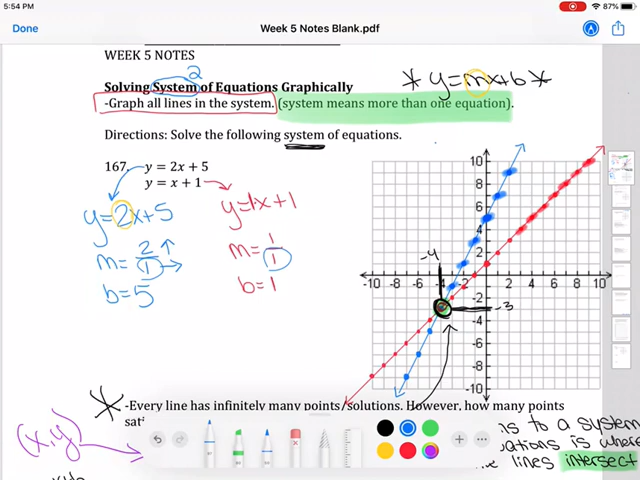 5:54 PM
87%
Done
Week 5 Notes Blank.pdf
WEEK 5 NOTES
2
Solving System of Equations Graphically
* y=mx+b *
-Graph all lines in the system. (system means more than one equation).
Directions: Solve the following system of equations.
167. y = 2x + 5
y = x + 1
y=2x+5
y=1x+1
m= 2/1
m= 1/1
b=5
b=1
10
8
6
4
2
-10 -8 -6 -4 -2 2 4 6 8 10
-2
-4
-6
-8
-10
-4
-3
-Every line has infinitely many points/solutions. However, how many points
sat
(x,y)
ns to a system
uations is where
e lines intersect